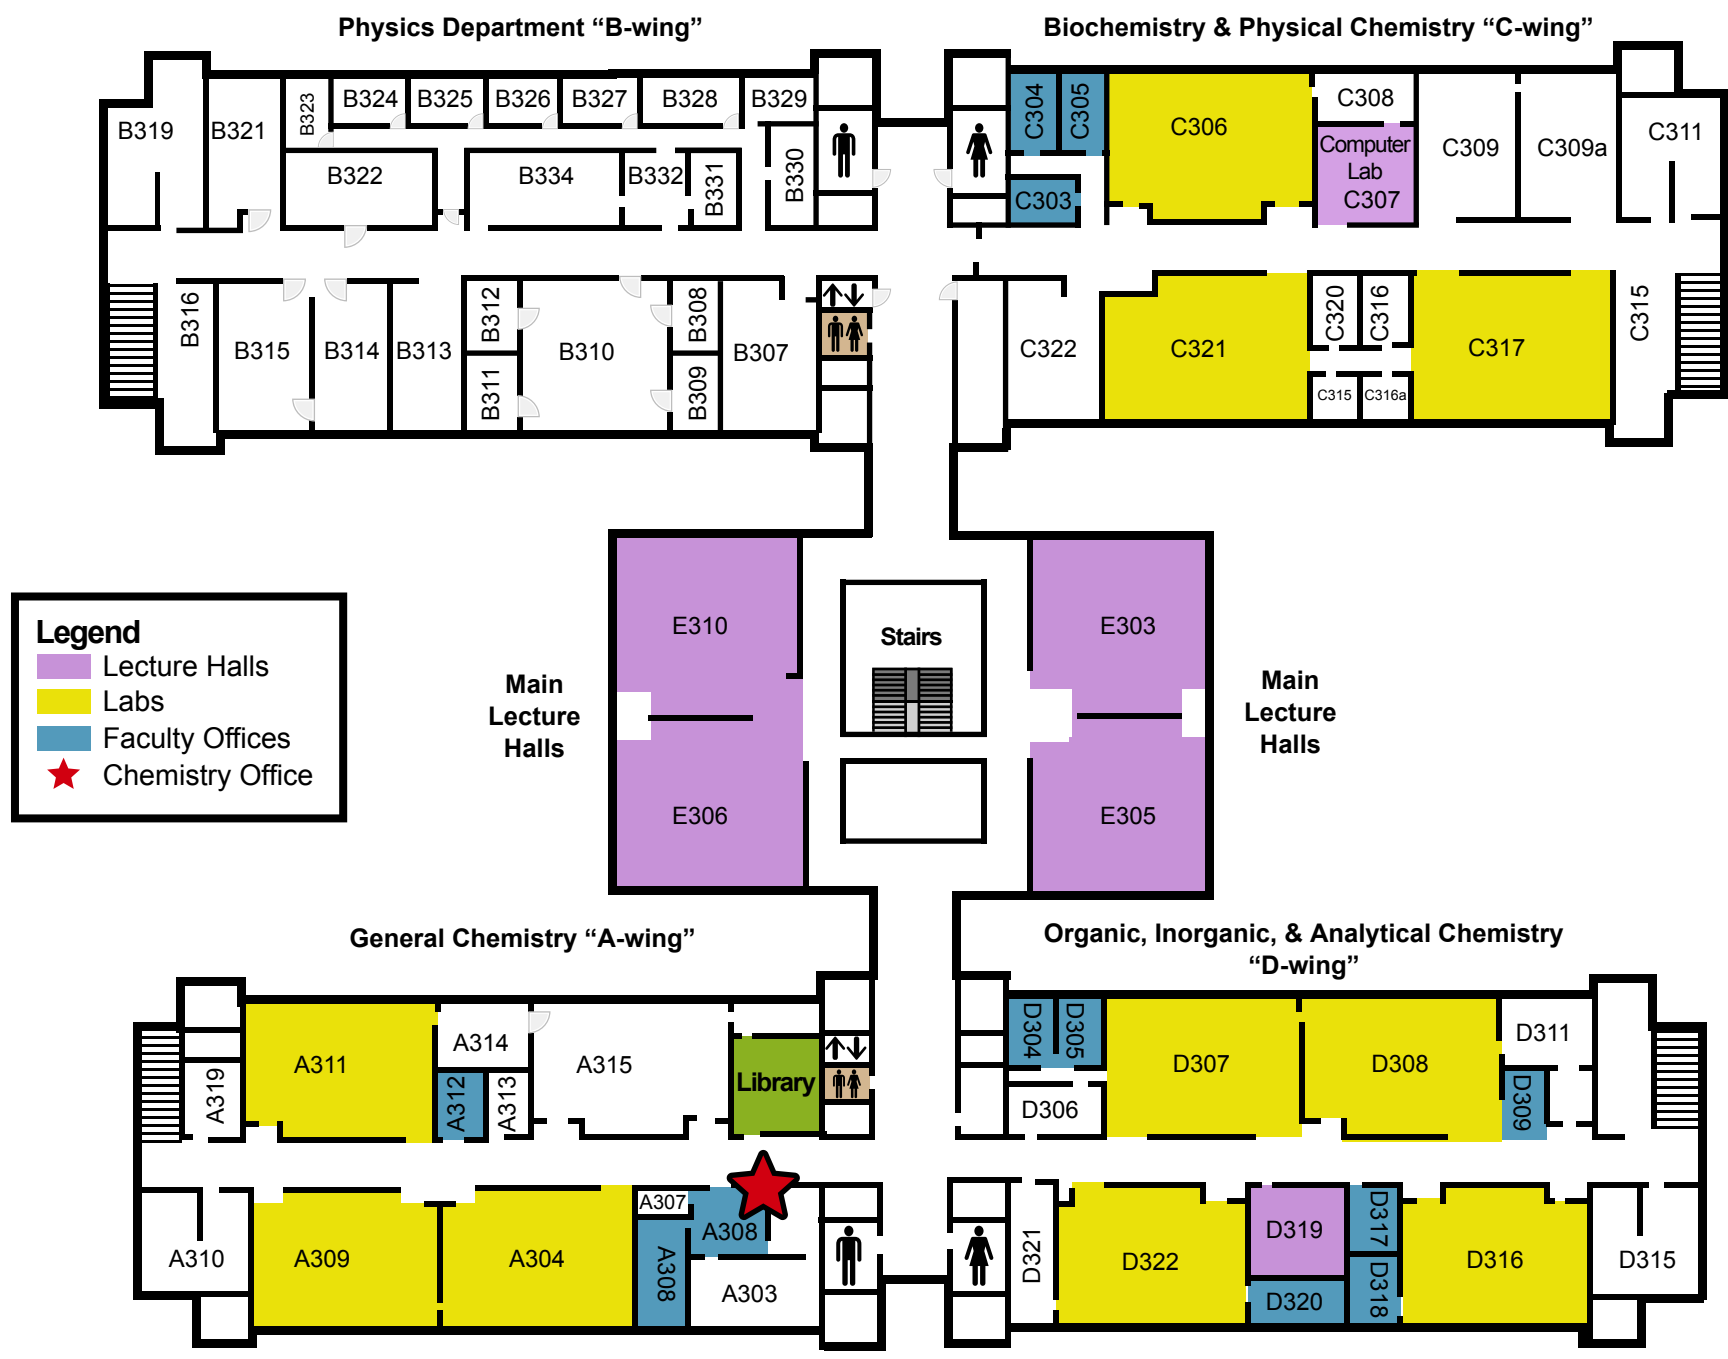 Physics Department “B-wing”
Biochemistry & Physical Chemistry “C-wing”
B319
B321
B323
B324
B325
B326
B327
B328
B329
B322
B334
B332
B331
B330
B316
B315
B314
B313
B312
B311
B310
B308
B309
B307
C304
C305
C303
C306
C308
Computer
Lab
C307
C309
C309a
C311
C322
C321
C320
C316
C315
C316a
C317
C315
E310
E306
Main
Lecture
Halls
Stairs
E303
E305
Main
Lecture
Halls
Legend
Lecture Halls
Labs
Faculty Offices
Chemistry Office
General Chemistry “A-wing”
Organic, Inorganic, & Analytical Chemistry
“D-wing”
A319
A311
A314
A312
A313
A315
Library
A310
A309
A304
A307
A308
A308
A303
D304
D305
D306
D307
D308
D311
D309
D321
D322
D319
D320
D317
D318
D316
D315